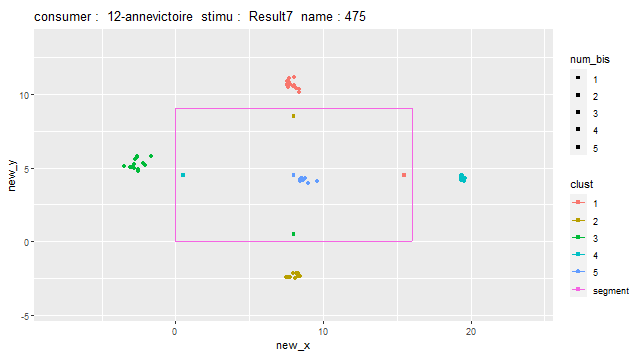 consumer :  12-annevictoire  stimu :  Result7  name : 475
num_bis
1
2
3
4
5
clust
1
2
3
4
5
segment
new_y
10
5
0
-5
0
10
20
new_x